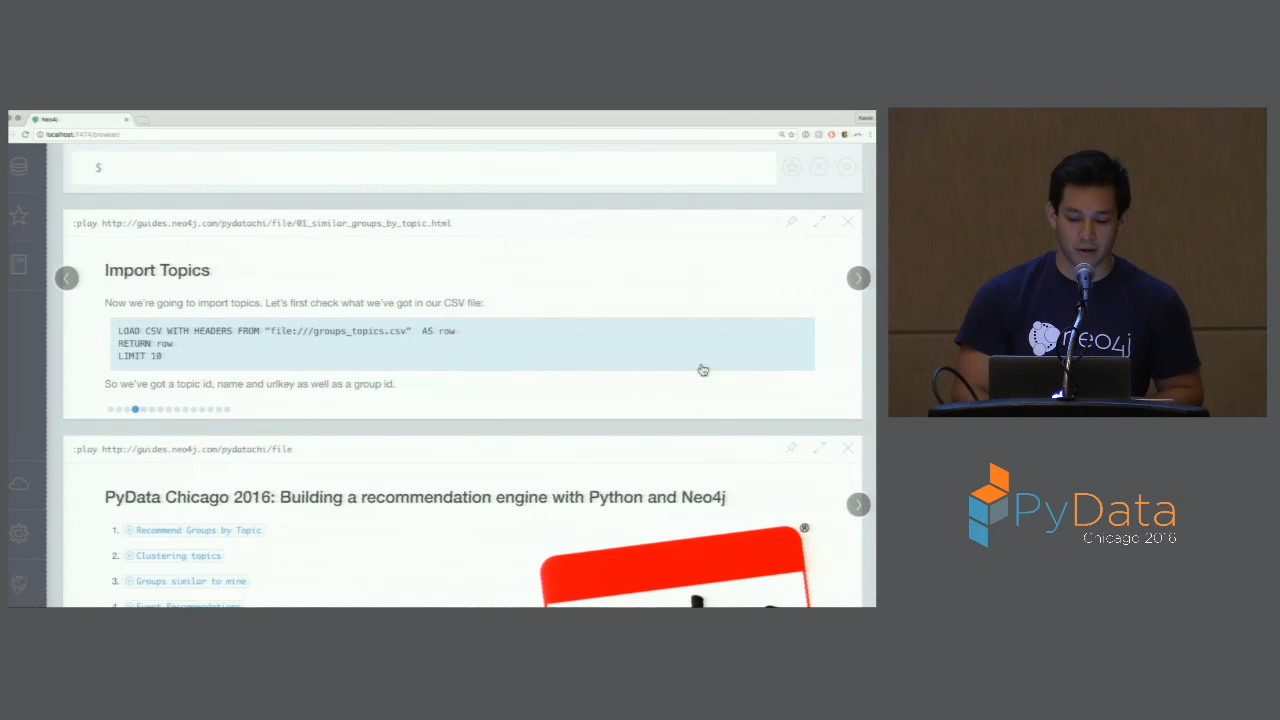 Neo4j
Kevin
localhost:7474/browser/
$
:play http://guides.neo4j.com/pydatachi/file/01_similar_groups_by_topic.html
Import Topics
Now we're going to import topics. Let's first check what we've got in our CSV file:
LOAD CSV WITH HEADERS FROM "file:///groups_topics.csv" AS row
RETURN row
LIMIT 10
So we've got a topic id, name and urlkey as well as a group id.
:play http://guides.neo4j.com/pydatachi/file
PyData Chicago 2016: Building a recommendation engine with Python and Neo4j
1. Recommend Groups by Topic
2. Clustering topics
3. Groups similar to mine
4. Event Recommendations
®
neo4j
PyData
Chicago 2016